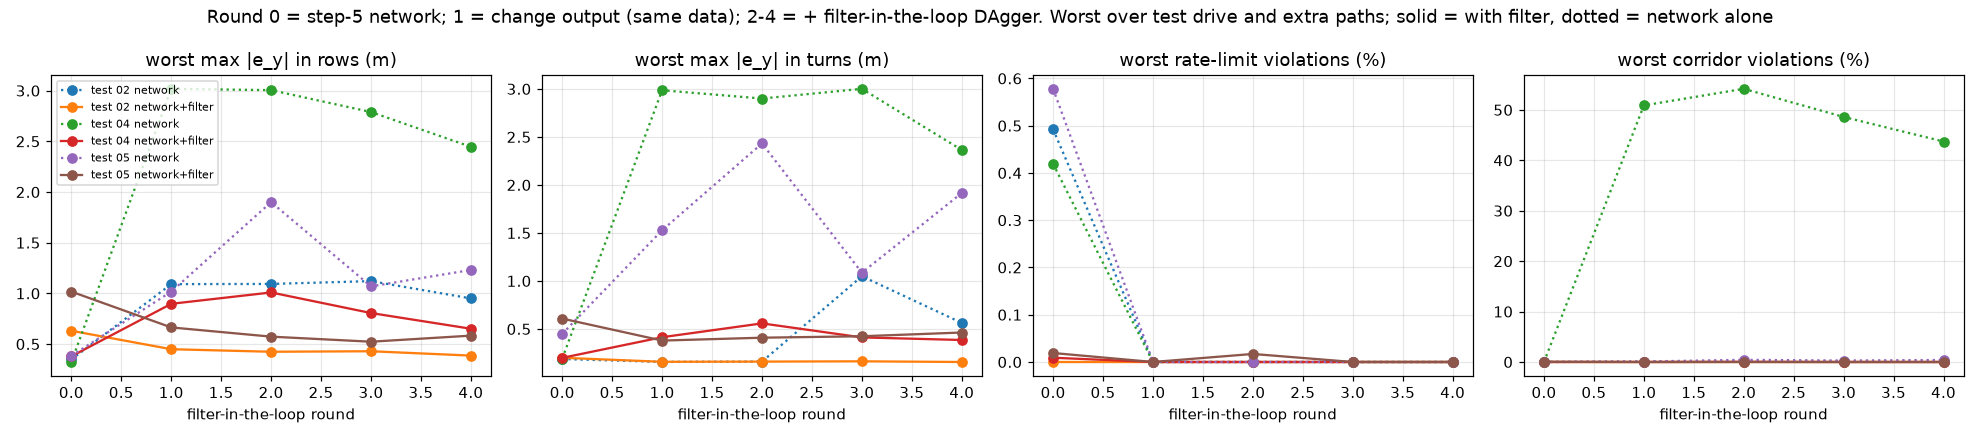 Round 0 = step-5 network; 1 = change output (same data); 2-4 = + filter-in-the-loop DAgger. Worst over test drive and extra paths; solid = with filter, dotted = network alone
worst max |e_y| in rows (m)
3.0
2.5
2.0
1.5
1.0
0.5
test 02 network
test 02 network+filter
test 04 network
test 04 network+filter
test 05 network
test 05 network+filter
0.0 0.5 1.0 1.5 2.0 2.5 3.0 3.5 4.0
filter-in-the-loop round
worst max |e_y| in turns (m)
3.0
2.5
2.0
1.5
1.0
0.5
0.0 0.5 1.0 1.5 2.0 2.5 3.0 3.5 4.0
filter-in-the-loop round
worst rate-limit violations (%)
0.6
0.5
0.4
0.3
0.2
0.1
0.0
0.0 0.5 1.0 1.5 2.0 2.5 3.0 3.5 4.0
filter-in-the-loop round
worst corridor violations (%)
50
40
30
20
10
0
0.0 0.5 1.0 1.5 2.0 2.5 3.0 3.5 4.0
filter-in-the-loop round